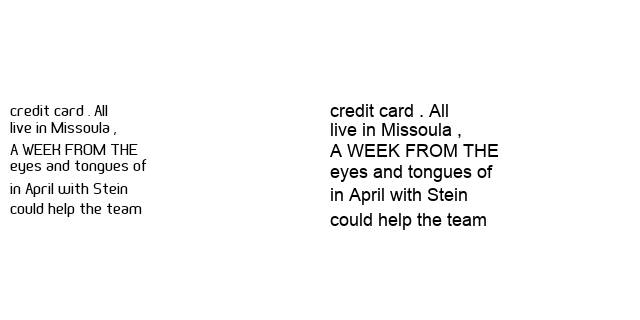 credit card . All
live in Missoula ,
A WEEK FROM THE
eyes and tongues of
in April with Stein
could help the team
credit card . All
live in Missoula ,
A WEEK FROM THE
eyes and tongues of
in April with Stein
could help the team